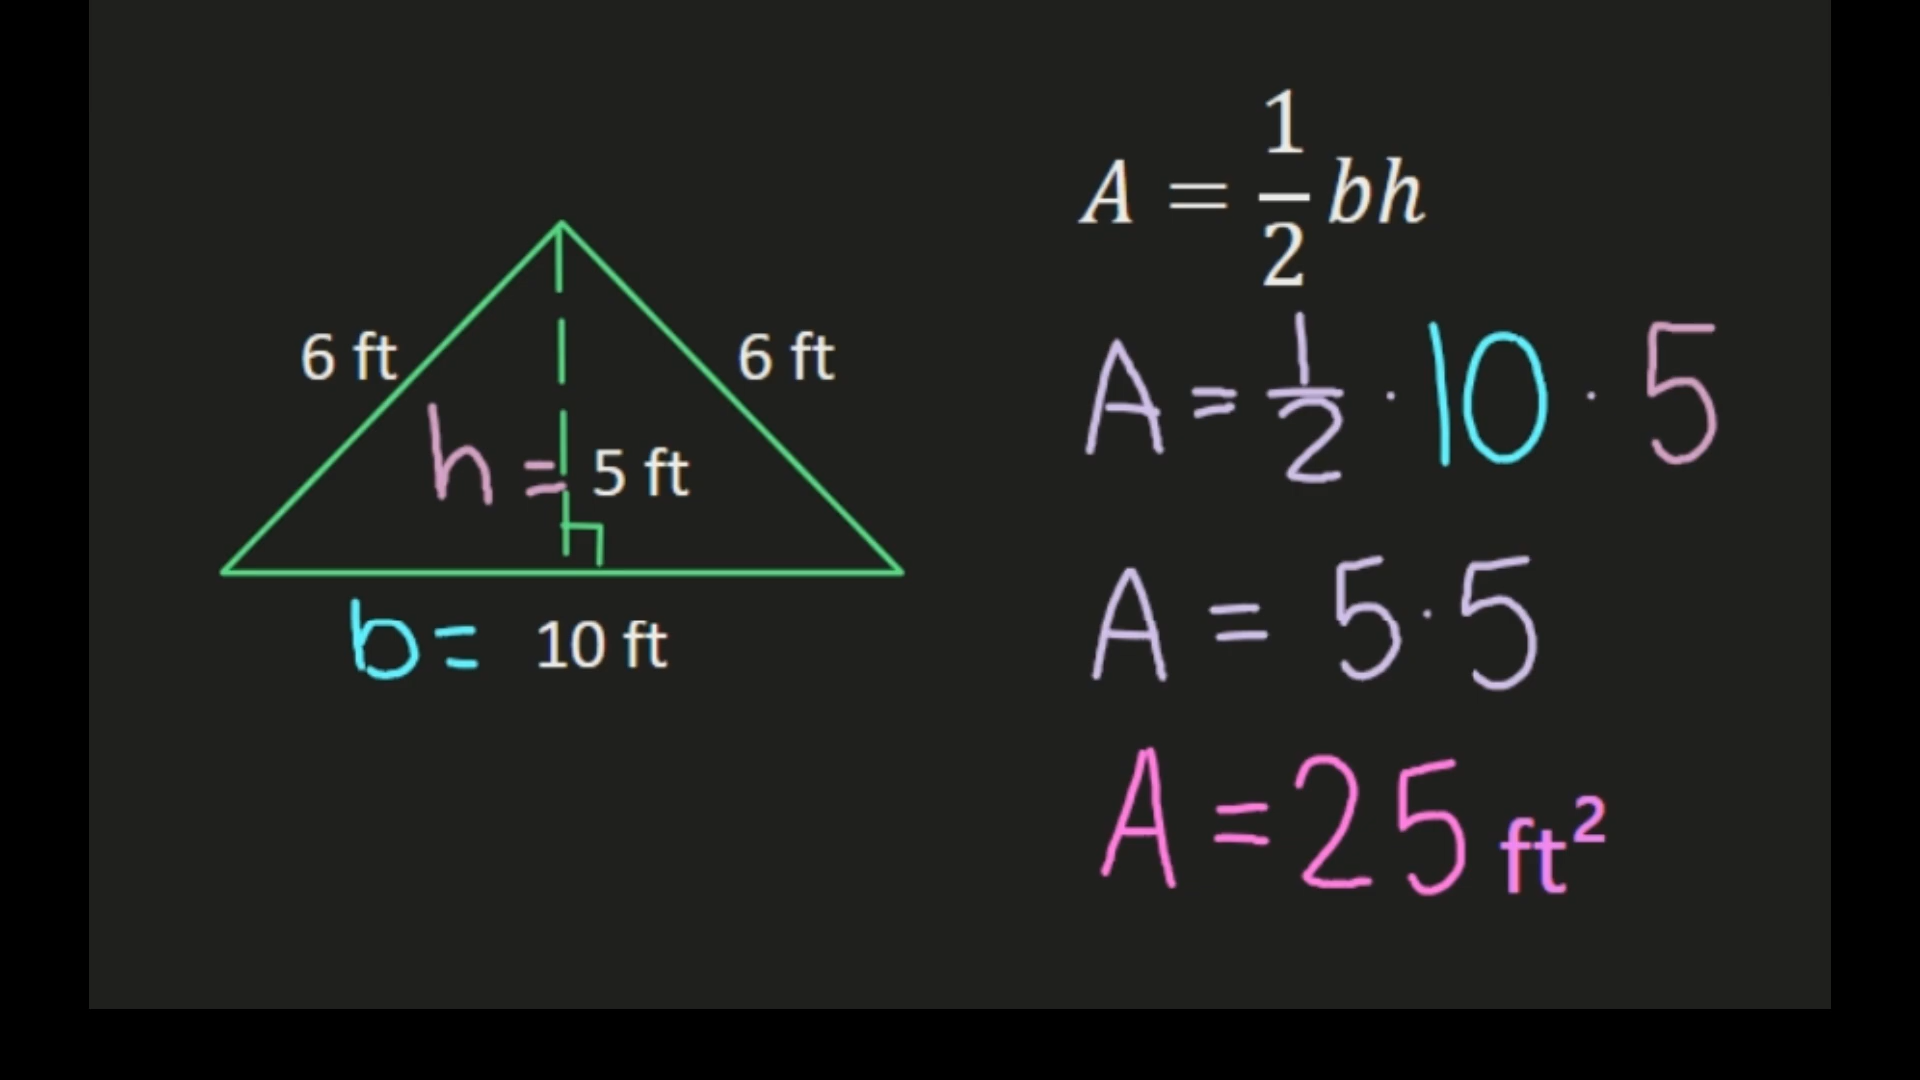 6 ft
6 ft
h = 5 ft
b = 10 ft
A = 1/2 bh
A = 1/2 · 10 · 5
A = 5 · 5
A = 25 ft²